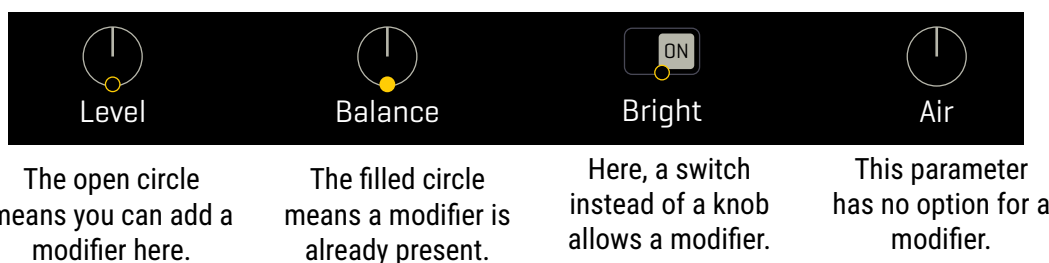 ON
Level
Balance
Bright
Air
The open circle
means you can add a
modifier here.
The filled circle
means a modifier is
already present.
Here, a switch
instead of a knob
allows a modifier.
This parameter
has no option for a
modifier.